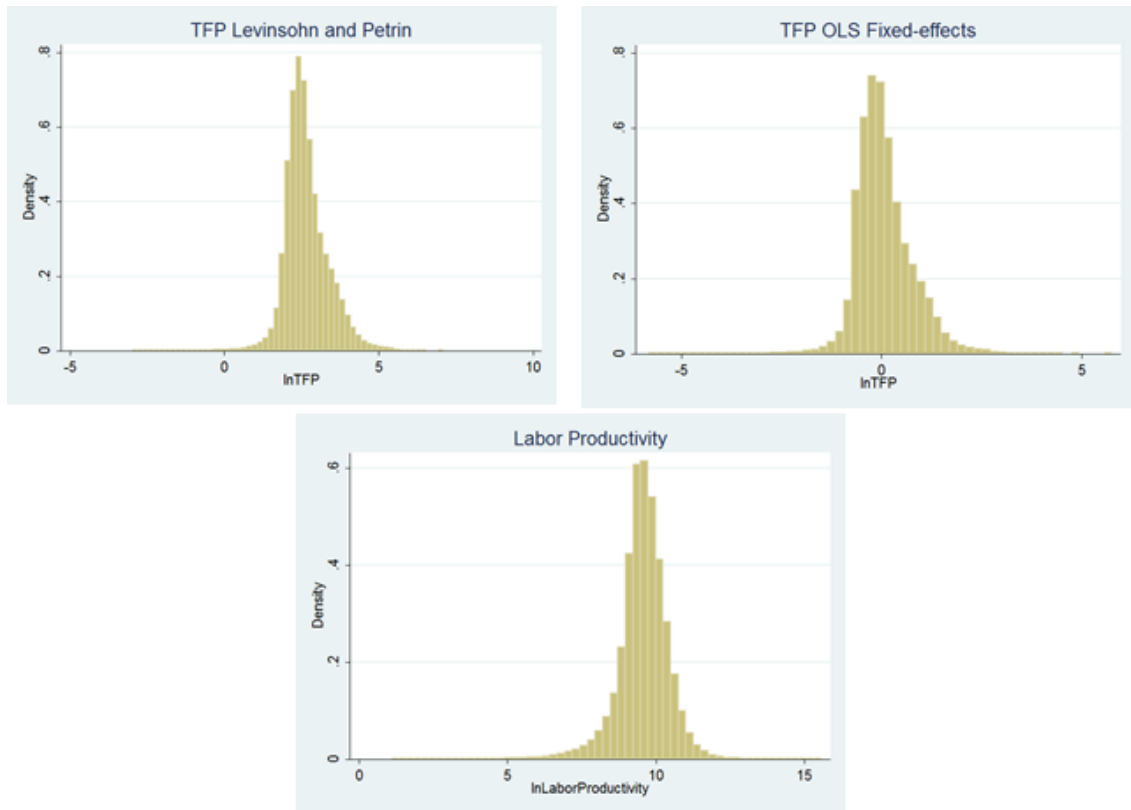 TFP Levinsohn and Petrin
.8
.6
.4
.2
0
Density
-5 0 5 10
lnTFP
TFP OLS Fixed-effects
.8
.6
.4
.2
0
Density
-5 0 5
lnTFP
Labor Productivity
.6
.4
.2
0
Density
0 5 10 15
lnLaborProductivity